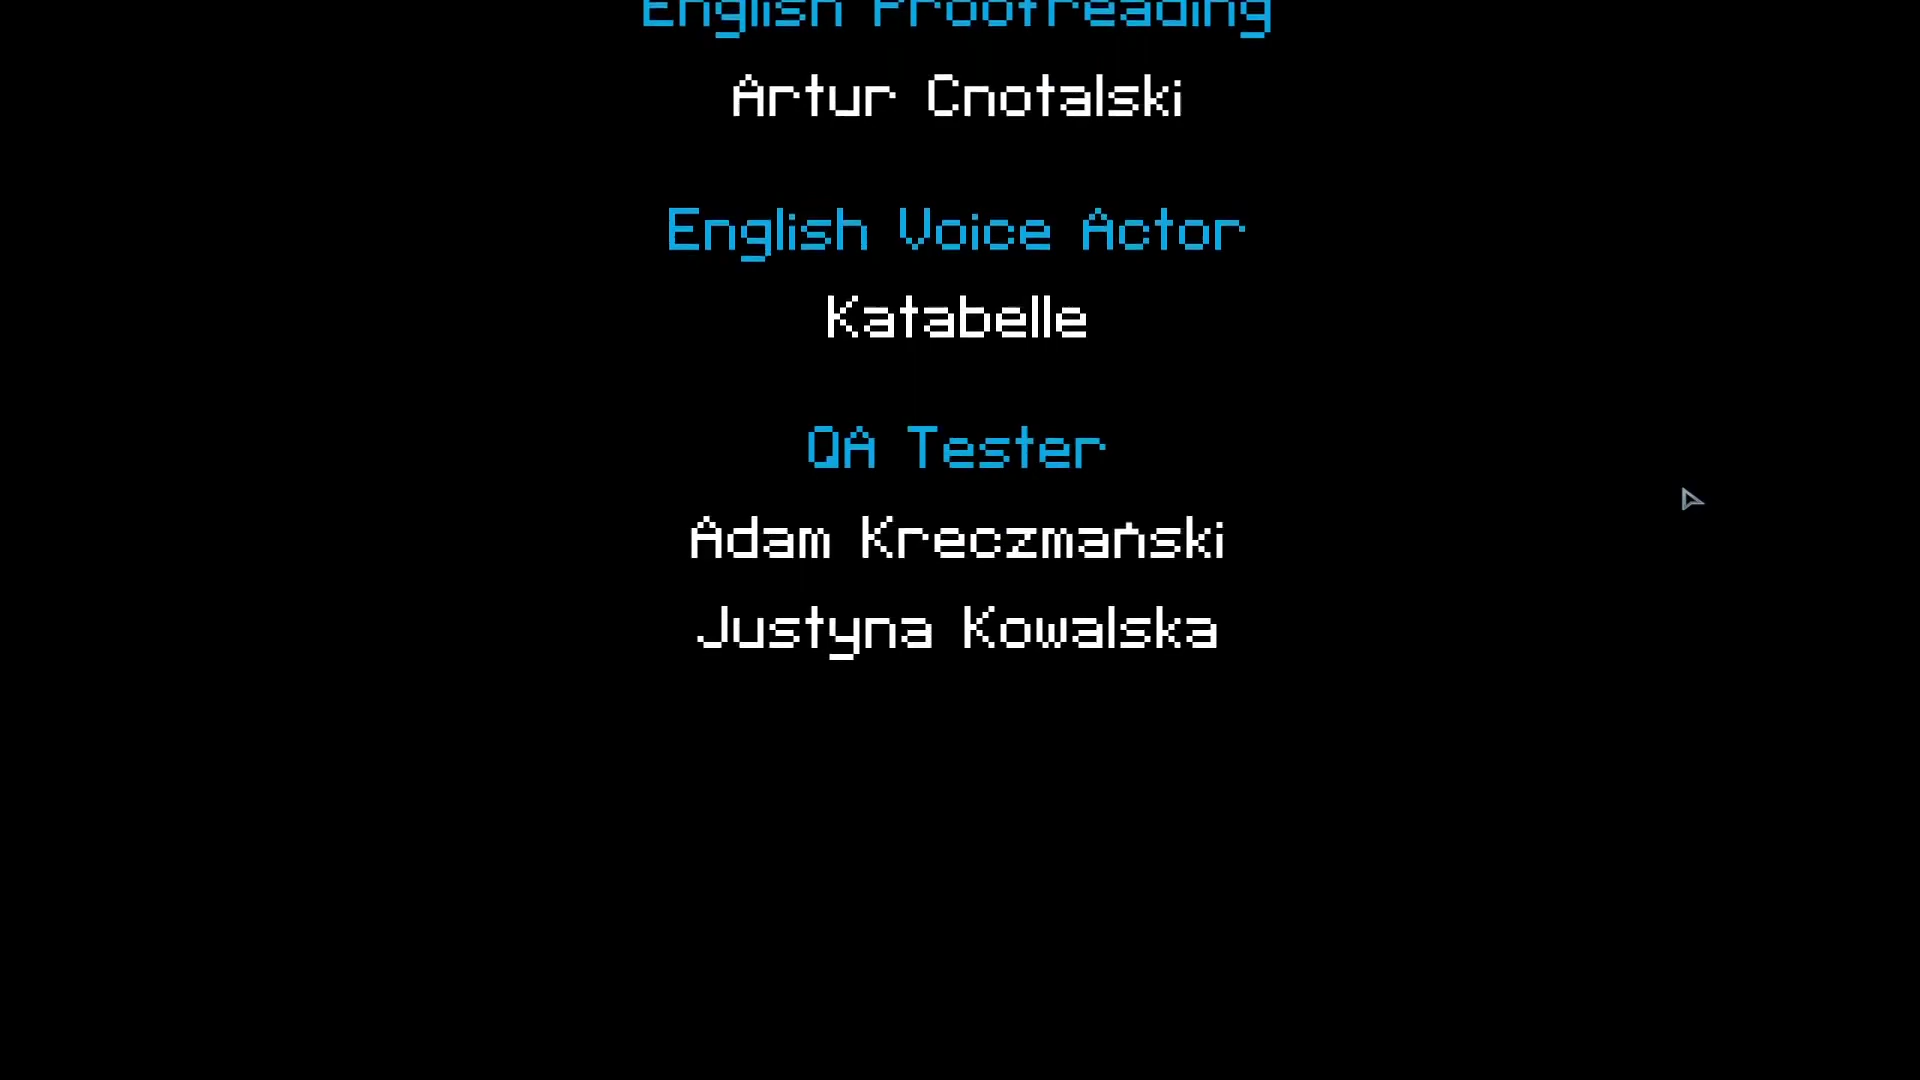 English Proofreading
Artur Cnotalski
English Voice Actor
Katabelle
QA Tester
Adam Kreczmański
Justyna Kowalska